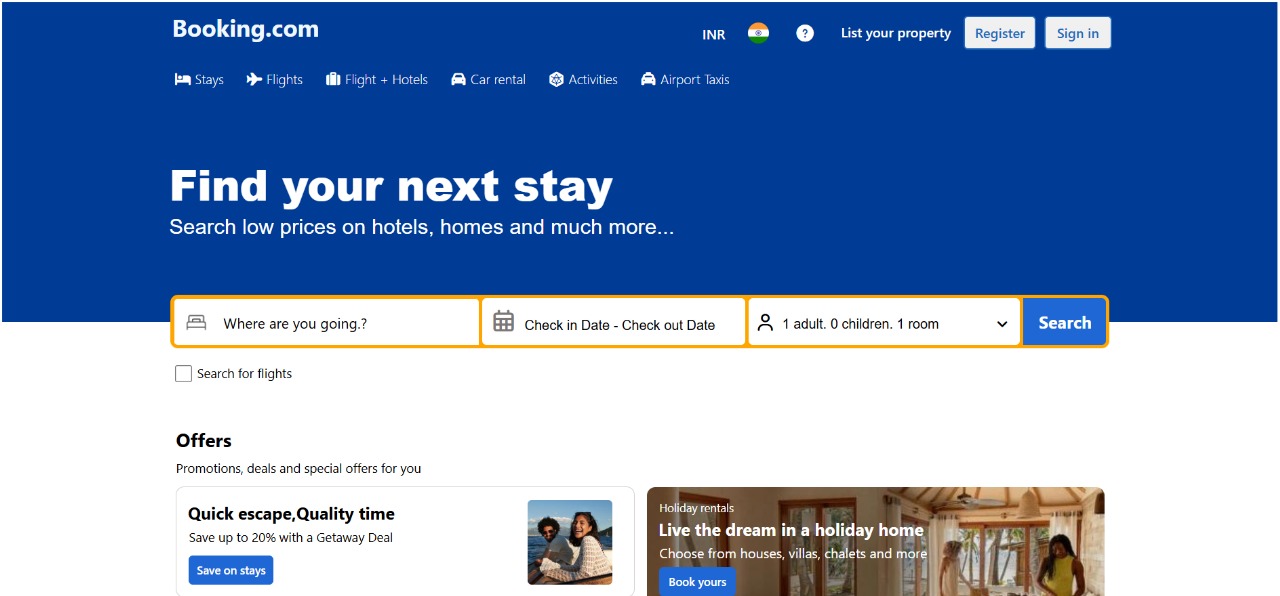 Booking.com
INR
?
List your property
Register
Sign in
Stays
Flights
Flight + Hotels
Car rental
Activities
Airport Taxis
Find your next stay
Search low prices on hotels, homes and much more...
Where are you going.?
Check in Date - Check out Date
1 adult. 0 children. 1 room
Search
Search for flights
Offers
Promotions, deals and special offers for you
Quick escape,Quality time
Save up to 20% with a Getaway Deal
Save on stays
Holiday rentals
Live the dream in a holiday home
Choose from houses, villas, chalets and more
Book yours